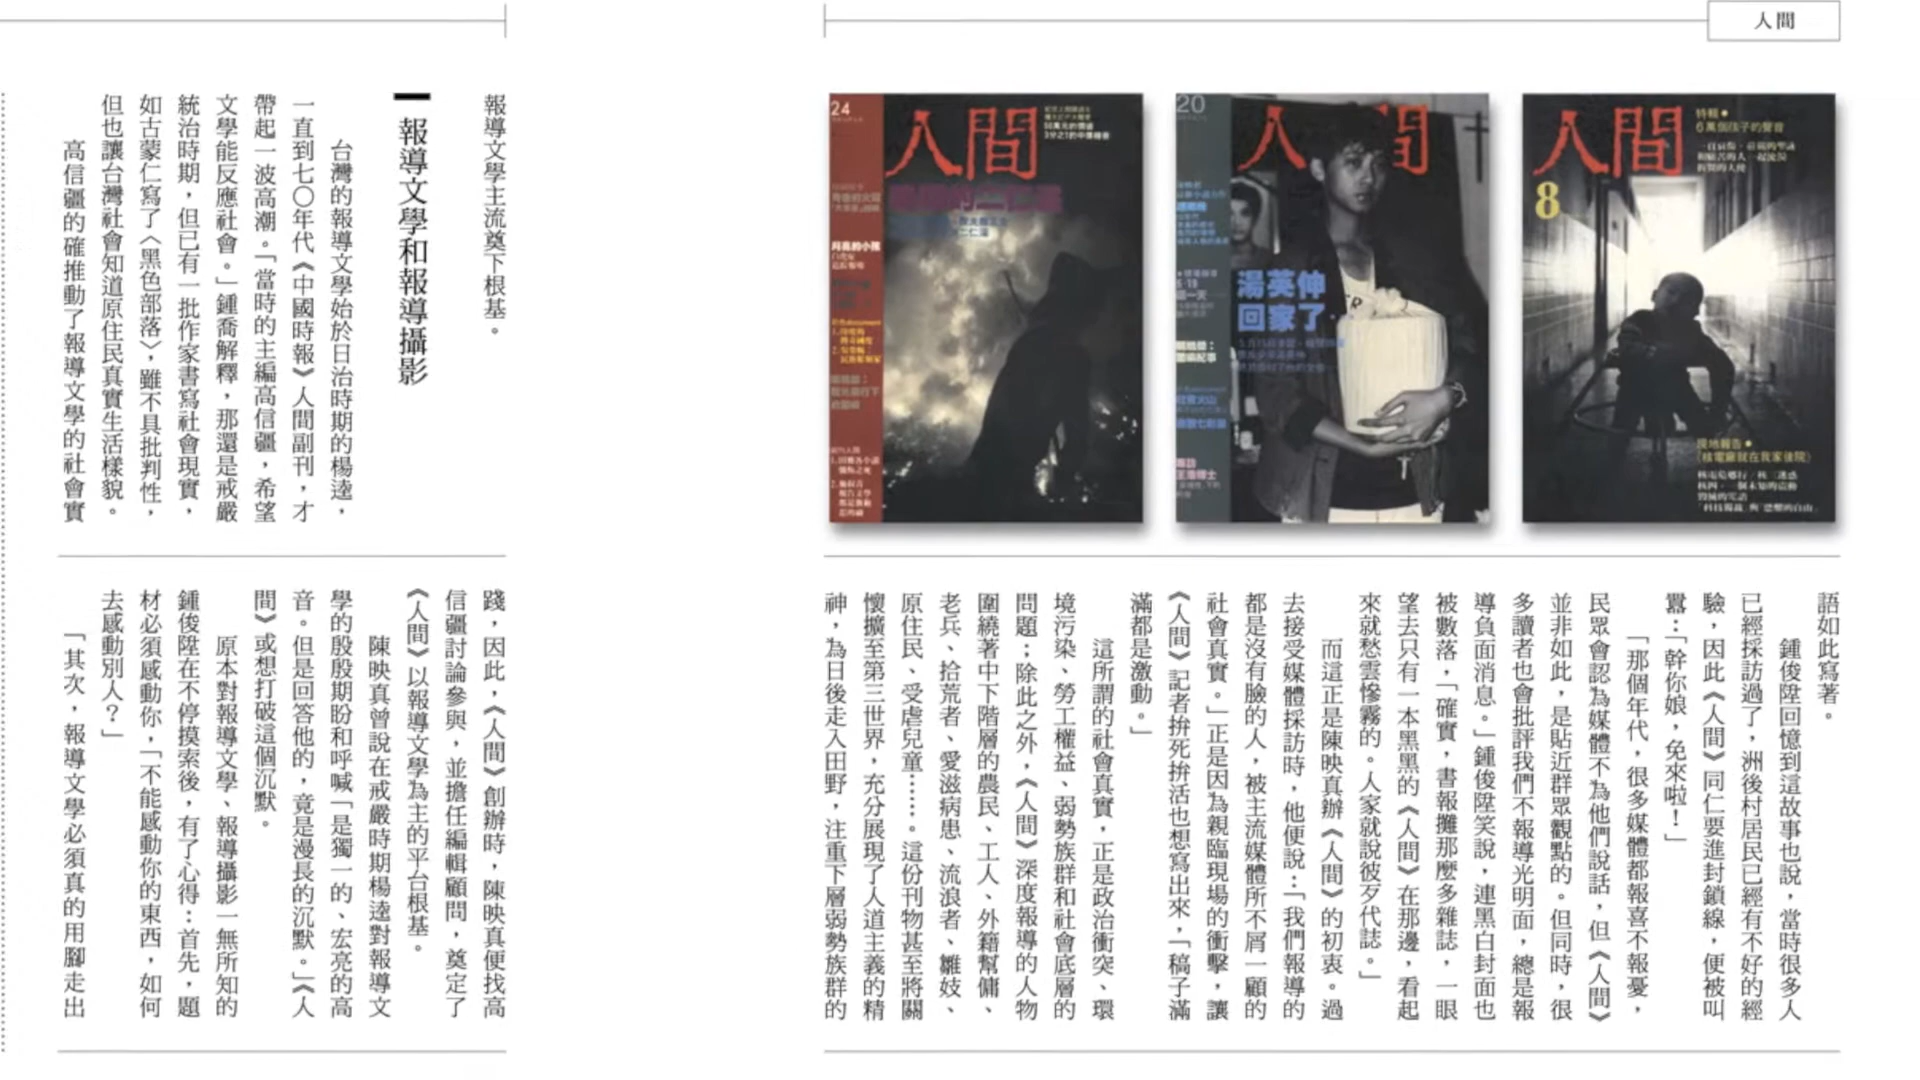 人間
24
人間
20
人間
湯英伸
回家了
人間
8
特輯
6萬個孩子的聲音
現地報告
語如此寫著。
鍾俊陞回憶到這故事也說，當時很多人
已經採訪過了，洲後村居民已經有不好的經
驗，因此《人間》同仁要進封鎖線，便被叫
囂：「幹你娘，免來啦！」
「那個年代，很多媒體都報喜不報憂，
民眾會認為媒體不為他們說話，但《人間》
並非如此，是貼近群眾觀點的。但同時，很
多讀者也會批評我們不報導光明面，總是報
導負面消息。」鍾俊陞笑說，連黑白封面也
被數落，「確實，書報攤那麼多雜誌，一眼
望去只有一本黑黑的《人間》在那邊，看起
來就愁雲慘霧的。人家就說彼歹代誌。」
而這正是陳映真辦《人間》的初衷。過
去接受媒體採訪時，他便說：「我們報導的
都是沒有臉的人，被主流媒體所不屑一顧的
社會真實。」正是因為親臨現場的衝擊，讓
《人間》記者拚死拚活也想寫出來，「稿子滿
滿都是激動。」
這所謂的社會真實，正是政治衝突、環
境污染、勞工權益、弱勢族群和社會底層的
問題；除此之外，《人間》深度報導的人物
圍繞著中下階層的農民、工人、外籍幫傭、
老兵、拾荒者、愛滋病患、流浪者、雛妓、
原住民、受虐兒童……。這份刊物甚至將關
懷擴至第三世界，充分展現了人道主義的精
神，為日後走入田野，注重下層弱勢族群的
報導文學主流奠下根基。
報導文學和報導攝影
台灣的報導文學始於日治時期的楊逵，
一直到七〇年代《中國時報》人間副刊，才
帶起一波高潮。「當時的主編高信疆，希望
文學能反應社會。」鍾喬解釋，那還是戒嚴
統治時期，但已有一批作家書寫社會現實，
如古蒙仁寫了〈黑色部落〉，雖不具批判性，
但也讓台灣社會知道原住民真實生活樣貌。
高信疆的確推動了報導文學的社會實
踐，因此，《人間》創辦時，陳映真便找高
信疆討論參與，並擔任編輯顧問，奠定了
《人間》以報導文學為主的平台根基。
陳映真曾說在戒嚴時期楊逵對報導文
學的殷殷期盼和呼喊「是獨一的、宏亮的高
音。但是回答他的，竟是漫長的沉默。」《人
間》或想打破這個沉默。
原本對報導文學、報導攝影一無所知的
鍾俊陞在不停摸索後，有了心得：首先，題
材必須感動你，「不能感動你的東西，如何
去感動別人？」
「其次，報導文學必須真的用腳走出